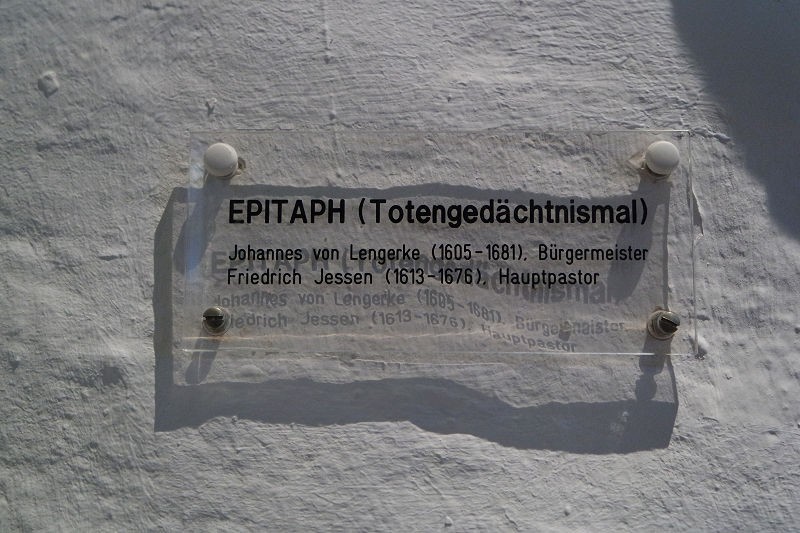 EPITAPH (Totengedächtnismal)
Johannes von Lengerke (1605-1681), Bürgermeister
Friedrich Jessen (1613-1676), Hauptpastor